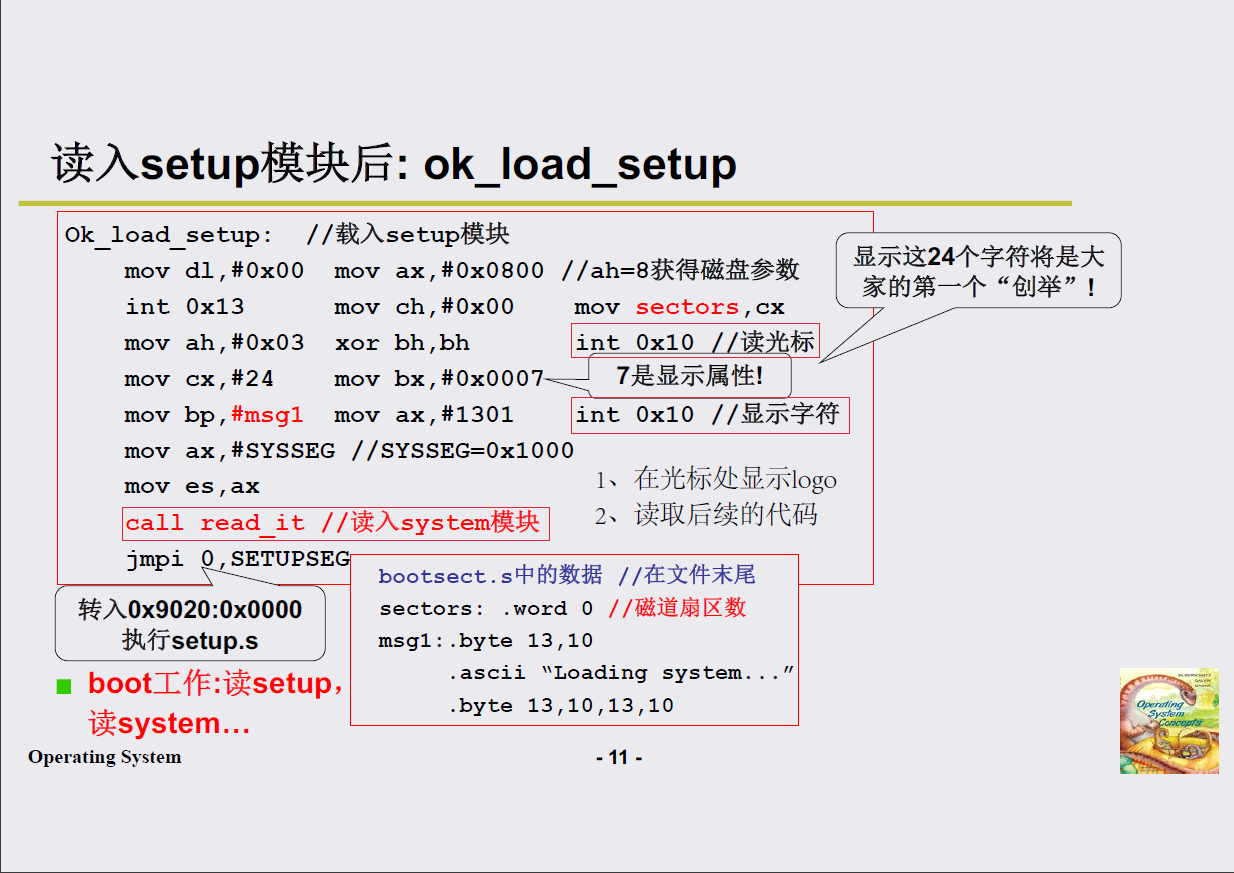 读入setup模块后: ok_load_setup
Ok_load_setup: //载入setup模块
mov dl,#0x00 mov ax,#0x0800 //ah=8获得磁盘参数
int 0x13 mov ch,#0x00 mov sectors,cx
mov ah,#0x03 xor bh,bh int 0x10 //读光标
mov cx,#24 mov bx,#0x0007
mov bp,#msg1 mov ax,#1301 int 0x10 //显示字符
mov ax,#SYSSEG //SYSSEG=0x1000
mov es,ax
call read_it //读入system模块
jmpi 0,SETUPSEG
显示这24个字符将是大
家的第一个“创举”!
7是显示属性!
1、在光标处显示logo
2、读取后续的代码
转入0x9020:0x0000
执行setup.s
bootsect.s中的数据 //在文件末尾
sectors: .word 0 //磁道扇区数
msg1:.byte 13,10
.ascii “Loading system...”
.byte 13,10,13,10
boot工作:读setup，
读system…
Operating System
- 11 -
SILBERSCHATZ
GALVIN
Operating
System
Concepts